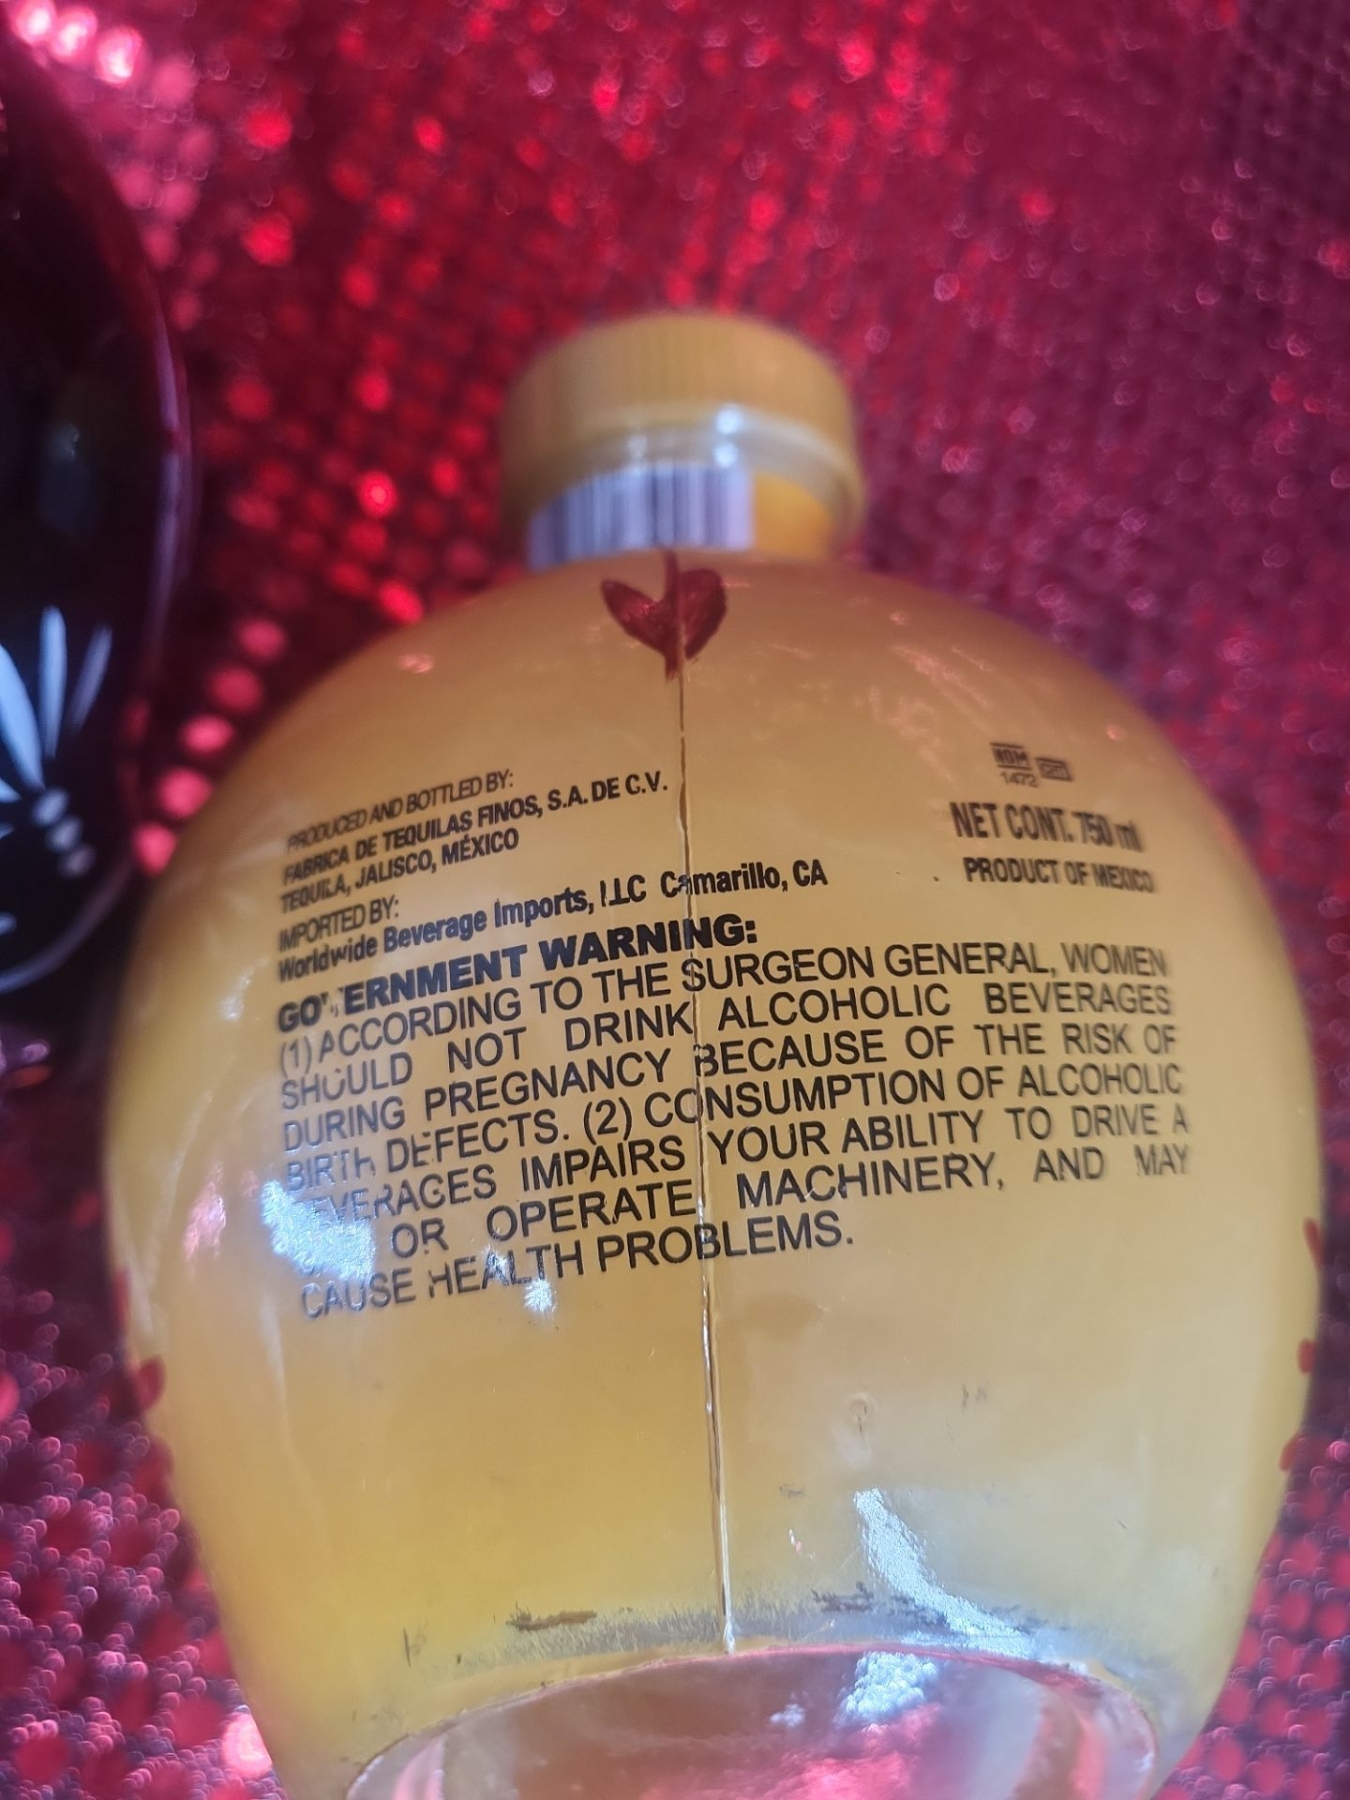 PRODUCED AND BOTTLED BY:
FABRICA DE TEQUILAS FINOS, S.A. DE C.V.
TEQUILA, JALISCO, MÉXICO
IMPORTED BY:
Worldwide Beverage Imports, LLC Camarillo, CA
NOM
1472 CRT
NET CONT. 750 ml
PRODUCT OF MEXICO
GOVERNMENT WARNING:
(1) ACCORDING TO THE SURGEON GENERAL, WOMEN
SHOULD NOT DRINK ALCOHOLIC BEVERAGES
DURING PREGNANCY BECAUSE OF THE RISK OF
BIRTH DEFECTS. (2) CONSUMPTION OF ALCOHOLIC
BEVERAGES IMPAIRS YOUR ABILITY TO DRIVE A
OR OPERATE MACHINERY, AND MAY
CAUSE HEALTH PROBLEMS.